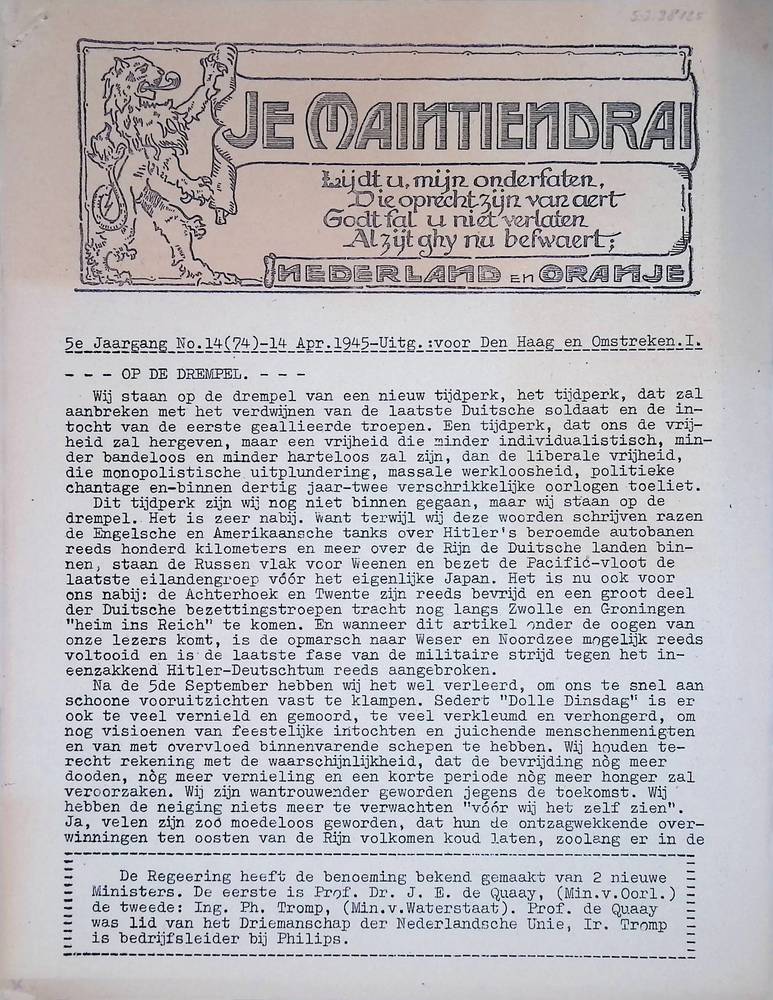 JE MAINTIENDRAI
Lijdt u, mijn onderſaten,
Die oprecht zijn van aert
Godt ſal u niet verlaten
Al zijt ghy nu beſwaert;
NEDERLAND EN ORANJE
5e Jaargang No.14(74)-14 Apr.1945-Uitg.:voor Den Haag en Omstreken.I.
- - - OP DE DREMPEL. - - -
Wij staan op de drempel van een nieuw tijdperk, het tijdperk, dat zal
aanbreken met het verdwijnen van de laatste Duitsche soldaat en de in-
tocht van de eerste geallieerde troepen. Een tijdperk, dat ons de vrij-
heid zal hergeven, maar een vrijheid die minder individualistisch, min-
der bandeloos en minder harteloos zal zijn, dan de liberale vrijheid,
die monopolistische uitplundering, massale werkloosheid, politieke
chantage en-binnen dertig jaar-twee verschrikkelijke oorlogen toeliet.
Dit tijdperk zijn wij nog niet binnen gegaan, maar wij staan op de
drempel. Het is zeer nabij. Want terwijl wij deze woorden schrijven razen
de Engelsche en Amerikaansche tanks over Hitler's beroemde autobanen
reeds honderd kilometers en meer over de Rijn de Duitsche landen bin-
nen, staan de Russen vlak voor Weenen en bezet de Pacific-vloot de
laatste eilandengroep vóór het eigenlijke Japan. Het is nu ook voor
ons nabij: de Achterhoek en Twente zijn reeds bevrijd en een groot deel
der Duitsche bezettingstroepen tracht nog langs Zwolle en Groningen
"heim ins Reich" te komen. En wanneer dit artikel onder de oogen van
onze lezers komt, is de opmarsch naar Weser en Noordzee mogelijk reeds
voltooid en is de laatste fase van de militaire strijd tegen het in-
eenzakkend Hitler-Deutschtum reeds aangebroken.
Na de 5de September hebben wij het wel verleerd, om ons te snel aan
schoone vooruitzichten vast te klampen. Sedert "Dolle Dinsdag" is er
ook te veel vernield en gemoord, te veel verkleumd en verhongerd, om
nog visioenen van feestelijke intochten en juichende menschenmenigten
en van met overvloed binnenvarende schepen te hebben. Wij houden te-
recht rekening met de waarschijnlijkheid, dat de bevrijding nòg meer
dooden, nòg meer vernieling en een korte periode nòg meer honger zal
veroorzaken. Wij zijn wantrouwender geworden jegens de toekomst. Wij
hebben de neiging niets meer te verwachten "vóór wij het zelf zien".
Ja, velen zijn zoo moedeloos geworden, dat hun de ontzagwekkende over-
winningen ten oosten van de Rijn volkomen koud laten, zoolang er in de
De Regeering heeft de benoeming bekend gemaakt van 2 nieuwe
Ministers. De eerste is Prof. Dr. J. E. de Quaay, (Min.v.Oorl.)
de tweede: Ing. Ph. Tromp, (Min.v.Waterstaat). Prof. de Quaay
was lid van het Driemanschap der Nederlandsche Unie, Ir. Tromp
is bedrijfsleider bij Philips.